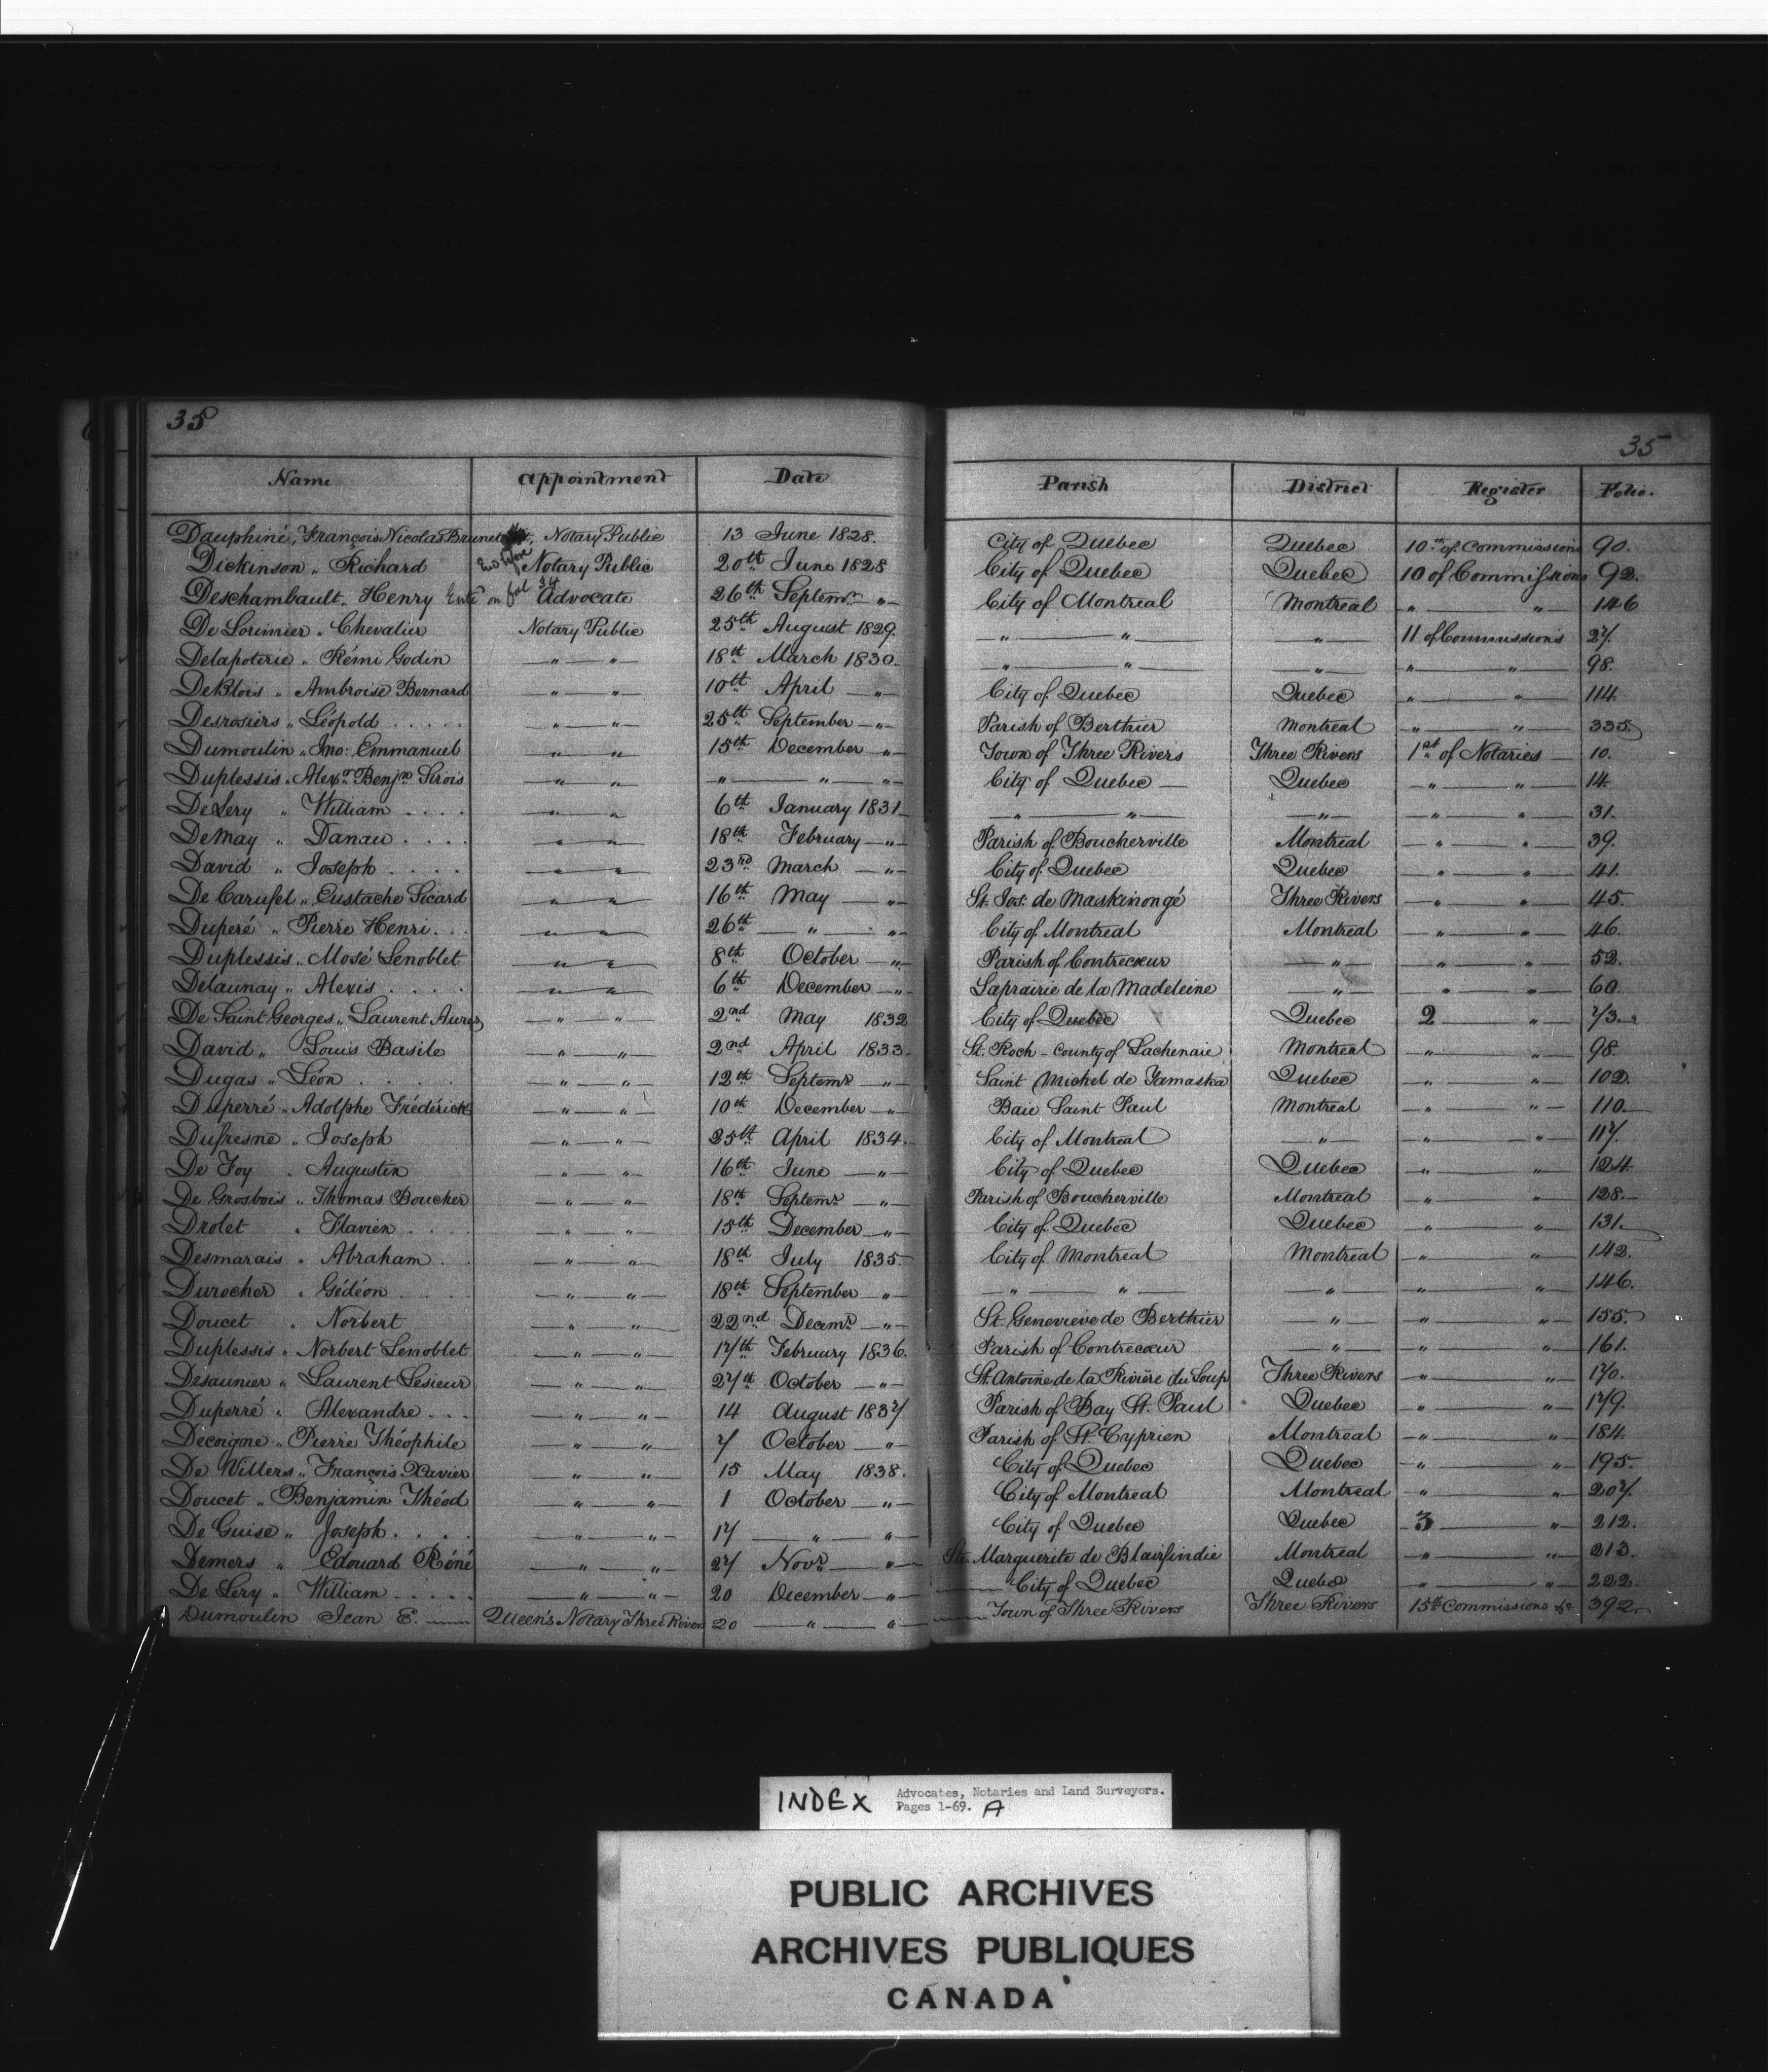 35
35
Name Appointment Date Parish District Register Folio.
Dauphiné, François Nicolas Brunet Notary Public 13 June 1828. City of Quebec Quebec 10th of Commissions 90.
Dickinson „ Richard Notary Public 20th June 1828 City of Quebec Quebec 10 of Commissions 92.
Deschambault „ Henry Entd on fol 34 Advocate 26th Septemr „ City of Montreal Montreal „ „ 146
De Lorimier „ Chevalier Notary Public 25th August 1829. „ „ „ 11 of Commissions 27.
Delapoterie „ Rémi Godin „ „ 18th March 1830. „ „ „ „ „ 98.
DeBlois „ Ambroise Bernard „ „ 10th April „ City of Quebec Quebec „ „ 114.
Desrosiers „ Léopold . . . . . „ „ 25th September „ Parish of Berthier Montreal „ „ 335.
Dumoulin „ Jno: Emmanuel „ „ 15th December „ Town of Three Rivers Three Rivers 1st of Notaries 10.
Duplessis „ Alexr Benjn Sirois „ „ „ „ „ City of Quebec Quebec „ „ 14.
De Lery „ William . . . . „ „ 6th January 1831 „ „ „ „ „ 31.
DeMay „ Danau . . . . „ „ 18th February „ Parish of Boucherville Montreal „ „ 39.
David „ Joseph . . . . „ „ 23rd March „ City of Quebec Quebec „ „ 41.
De Carufel „ Eustache Sicard „ „ 16th May „ St. Jos: de Maskinongé Three Rivers „ „ 45.
Duperé „ Pierre Henri . . . „ „ 26th „ „ City of Montreal Montreal „ „ 46.
Duplessis „ Mosé Lenoblet „ „ 8th October „ Parish of Contrecœur „ „ „ 52.
Delaunay „ Alexis . . . . „ „ 6th December „ Laprairie de la Madeleine „ „ „ 60.
De Saint Georges „ Laurent Aures „ „ 2nd May 1832 City of Quebec Quebec 2 „ 73.
David „ Louis Basile „ „ 2nd April 1833 St. Roch - County of Lachenaie Montreal „ „ 98.
Dugas „ Léon . . . . „ „ 12th Septemr „ Saint Michel de Yamaska Quebec „ „ 102.
Duperré „ Adolphe Frédérick „ „ 10th December „ Baie Saint Paul Montreal „ „ 110.
Dufresne „ Joseph „ „ 25th April 1834. City of Montreal „ „ „ 117.
De Foy „ Augustin „ „ 16th June „ City of Quebec Quebec „ „ 124.
De Grosbois „ Thomas Boucher „ „ 18th Septemr „ Parish of Boucherville Montreal „ „ 128.
Drolet „ Flavien . . . . „ „ 15th December „ City of Quebec Quebec „ „ 131.
Desmarais „ Abraham . . „ „ 18th July 1835. City of Montreal Montreal „ „ 142.
Durocher „ Gédéon . . . . „ „ 18th September „ „ „ „ „ „ 146.
Doucet „ Norbert „ „ 22nd Decemr „ St. Genevieve de Berthier „ „ „ 155.
Duplessis „ Norbert Lenoblet „ „ 17th February 1836. Parish of Contrecœur „ „ „ 161.
Desaunier „ Laurent Lesieur „ „ 27th October „ St. Antoine de la Rivière du Loup Three Rivers „ „ 170.
Duperré „ Alexandre . . . „ „ 14 August 1837 Parish of Bay St. Paul Quebec „ „ 179.
Decoigne „ Pierre Théophile „ „ 7 October „ Parish of St. Cyprien Montreal „ „ 184.
De Villers „ François Xavier „ „ 15 May 1838. City of Quebec Quebec „ „ 195.
Doucet „ Benjamin Théod „ „ 1 October „ City of Montreal Montreal „ „ 207.
De Guise „ Joseph . . . . „ „ 17 „ „ City of Quebec Quebec 3 „ 212.
Demers „ Edouard Réné „ „ 27 Novr „ Ste. Marguerite de Blairfindie Montreal „ „ 213.
De Lery „ William . . . . . „ „ 20 December „ City of Quebec Quebec „ „ 222.
Dumoulin Jean E. Queen's Notary Three Rivers 20 „ „ Town of Three Rivers Three Rivers 15th Commissions &c 392.
INDEX Advocates, Notaries and Land Surveyors.
Pages 1-69. A
PUBLIC ARCHIVES
ARCHIVES PUBLIQUES
CANADA